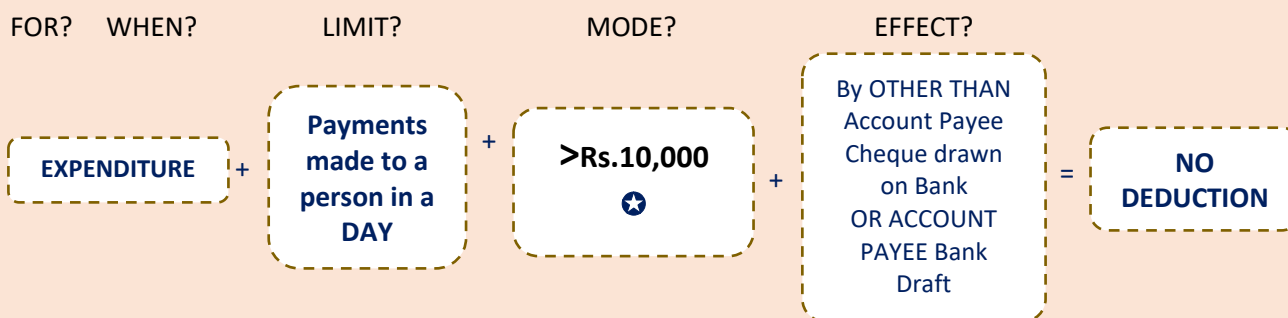 FOR? WHEN? LIMIT? MODE? EFFECT?
EXPENDITURE
+
Payments
made to a
person in a
DAY
+
>Rs.10,000
✪
+
By OTHER THAN
Account Payee
Cheque drawn
on Bank
OR ACCOUNT
PAYEE Bank
Draft
=
NO
DEDUCTION